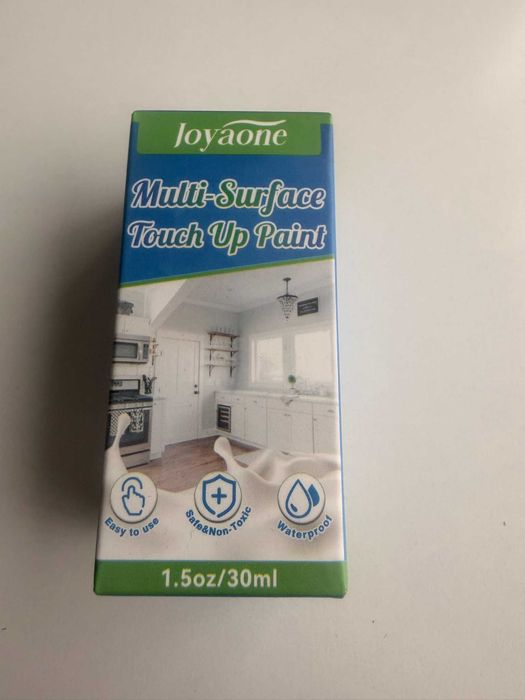 Joyaone
Multi-Surface
Touch Up Paint
Easy to use
Safe&Non-Toxic
Waterproof
1.5oz/30ml